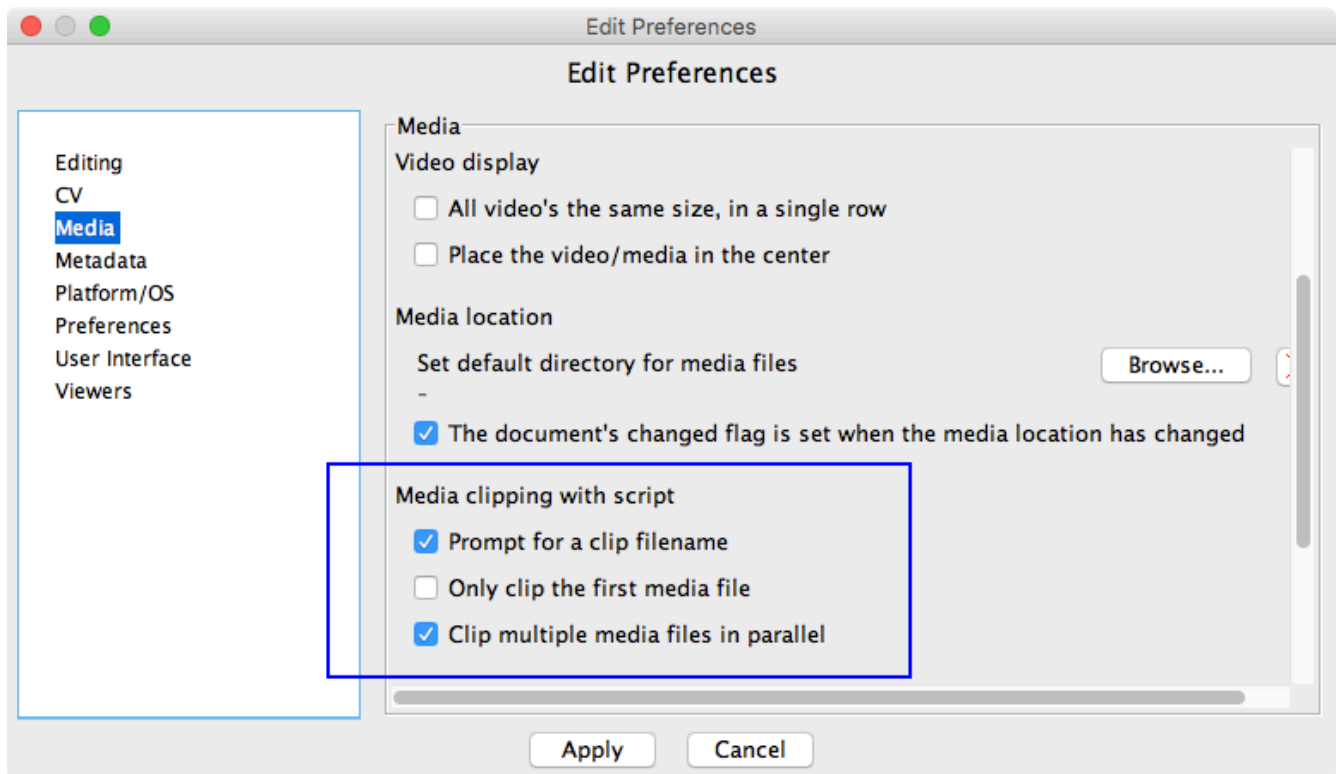 Edit Preferences
Edit Preferences
Editing
CV
Media
Metadata
Platform/OS
Preferences
User Interface
Viewers
Media
Video display
All video's the same size, in a single row
Place the video/media in the center
Media location
Set default directory for media files
Browse...
-
The document's changed flag is set when the media location has changed
Media clipping with script
Prompt for a clip filename
Only clip the first media file
Clip multiple media files in parallel
Apply
Cancel